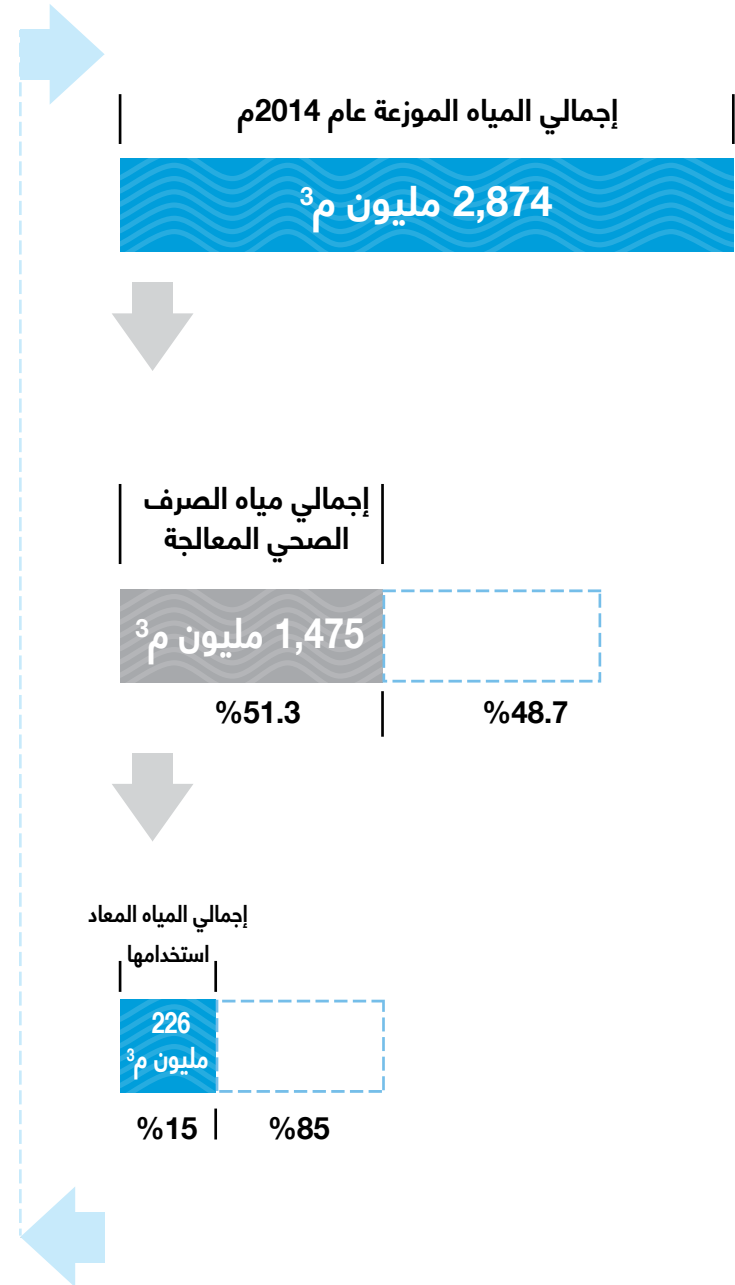 إجمالي المياه الموزعة عام 2014م
2,874 مليون م³
إجمالي مياه الصرف
الصحي المعالجة
1,475 مليون م³
%51.3
%48.7
إجمالي المياه المعاد
استخدامها
226
مليون م³
%15
%85